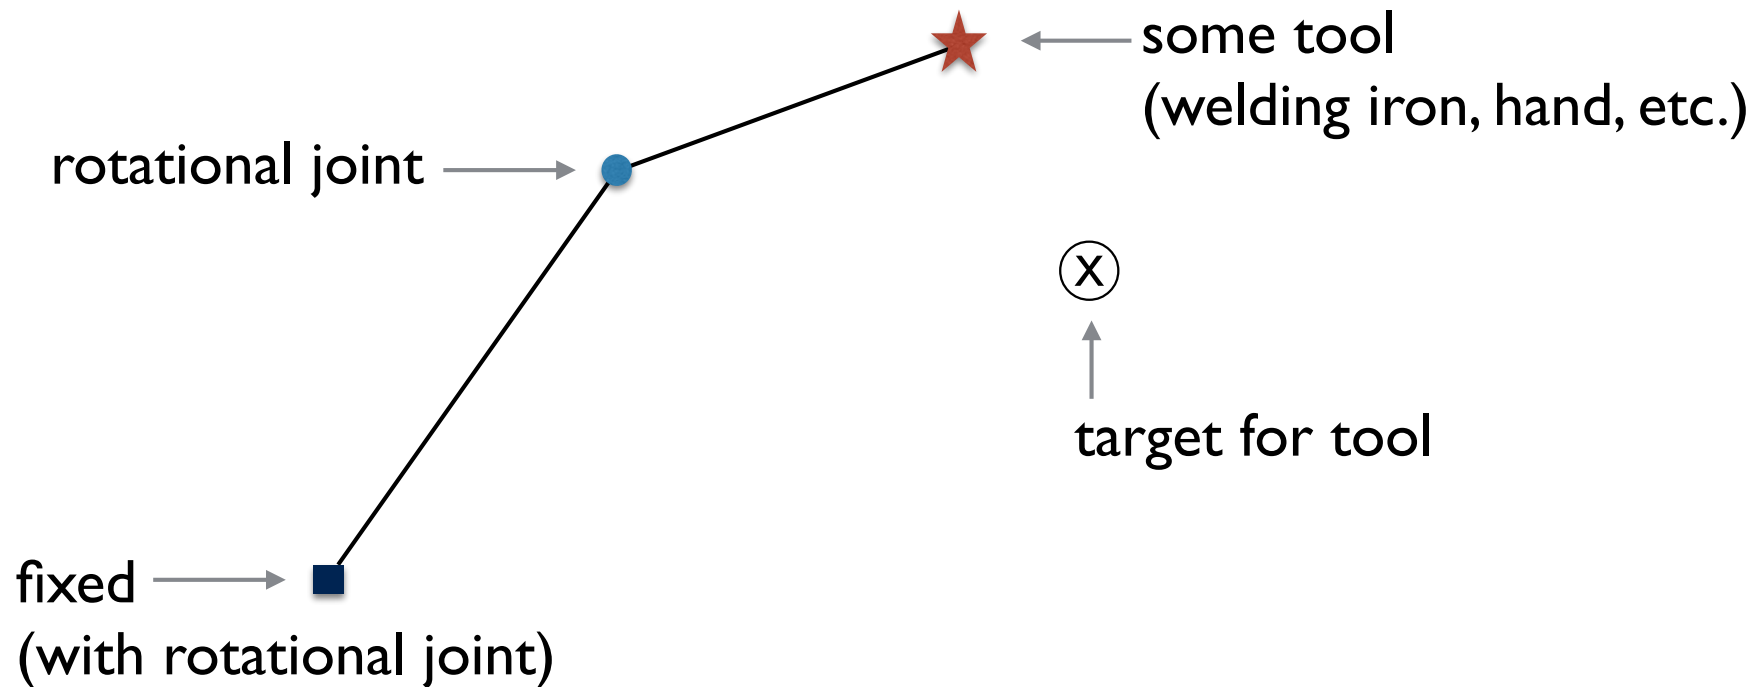 some tool
(welding iron, hand, etc.)
rotational joint
x
target for tool
fixed
(with rotational joint)